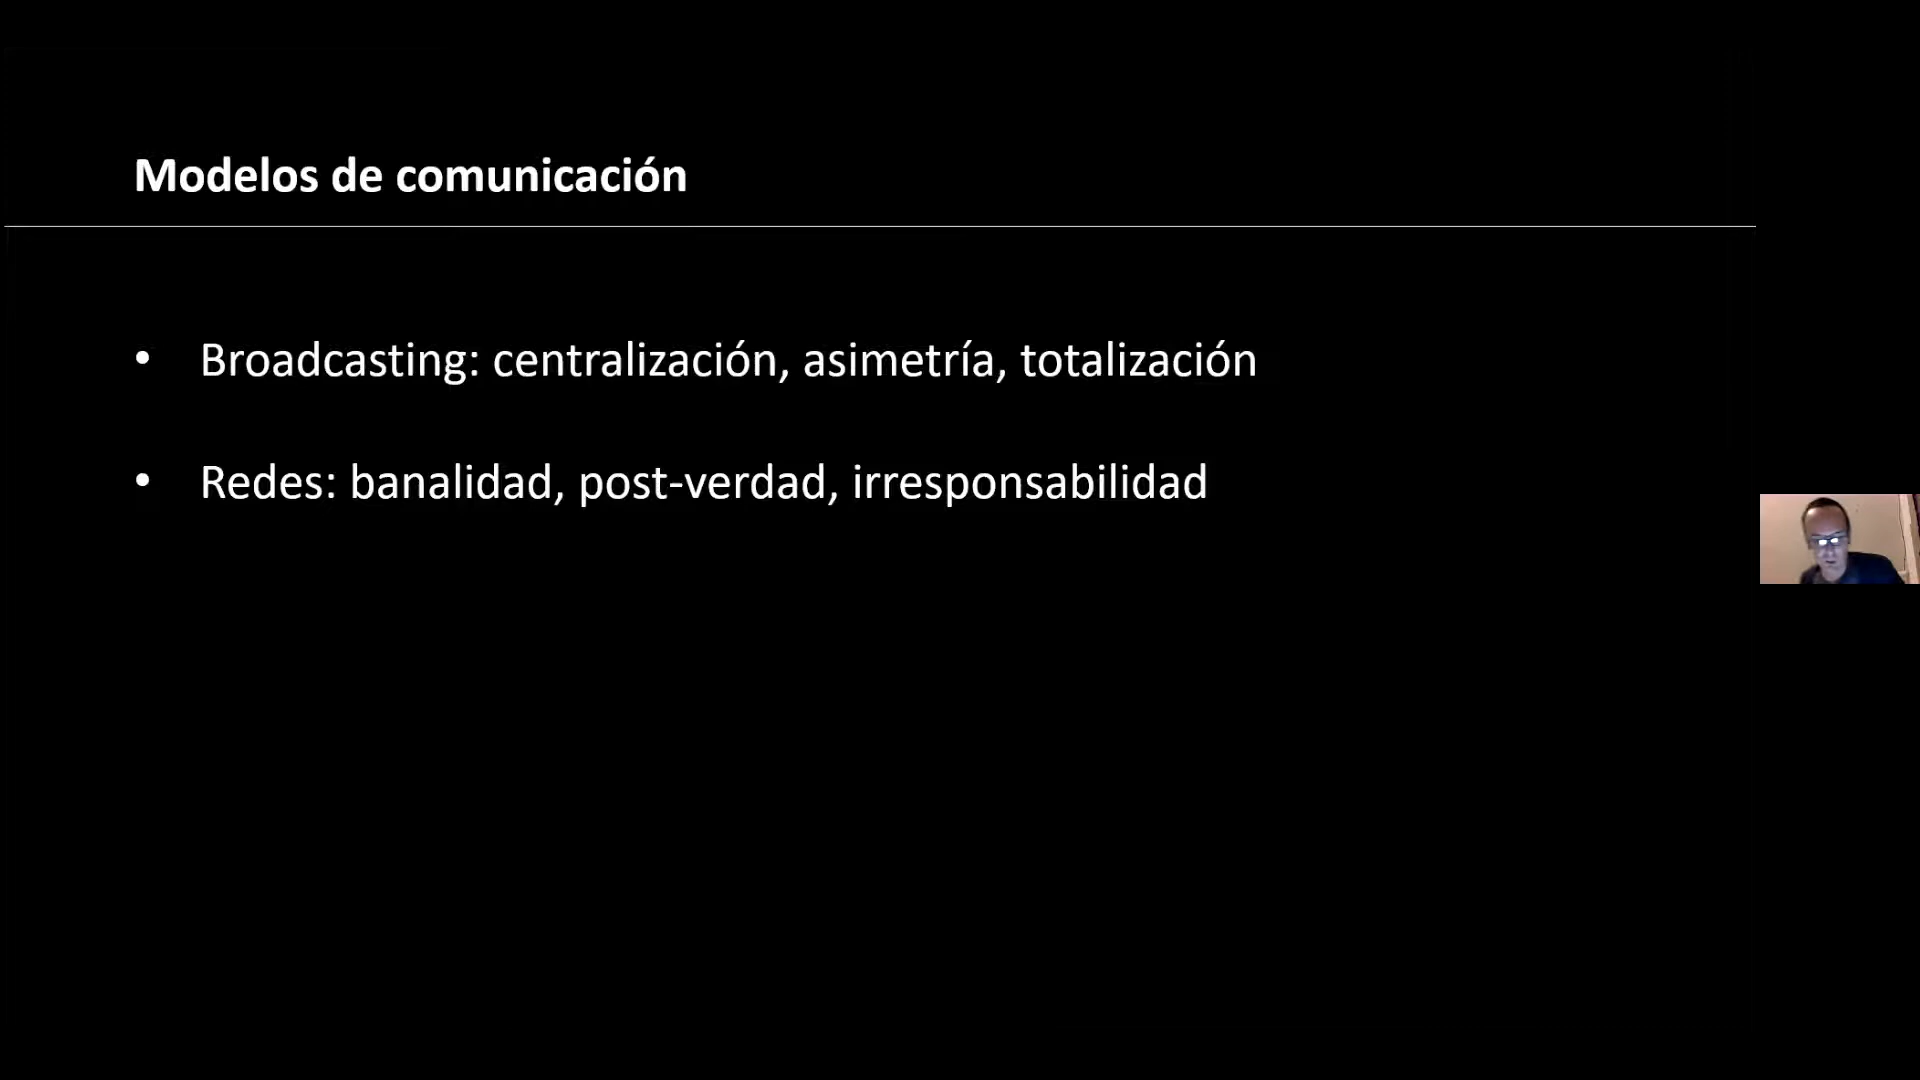 Modelos de comunicación
• Broadcasting: centralización, asimetría, totalización
• Redes: banalidad, post-verdad, irresponsabilidad